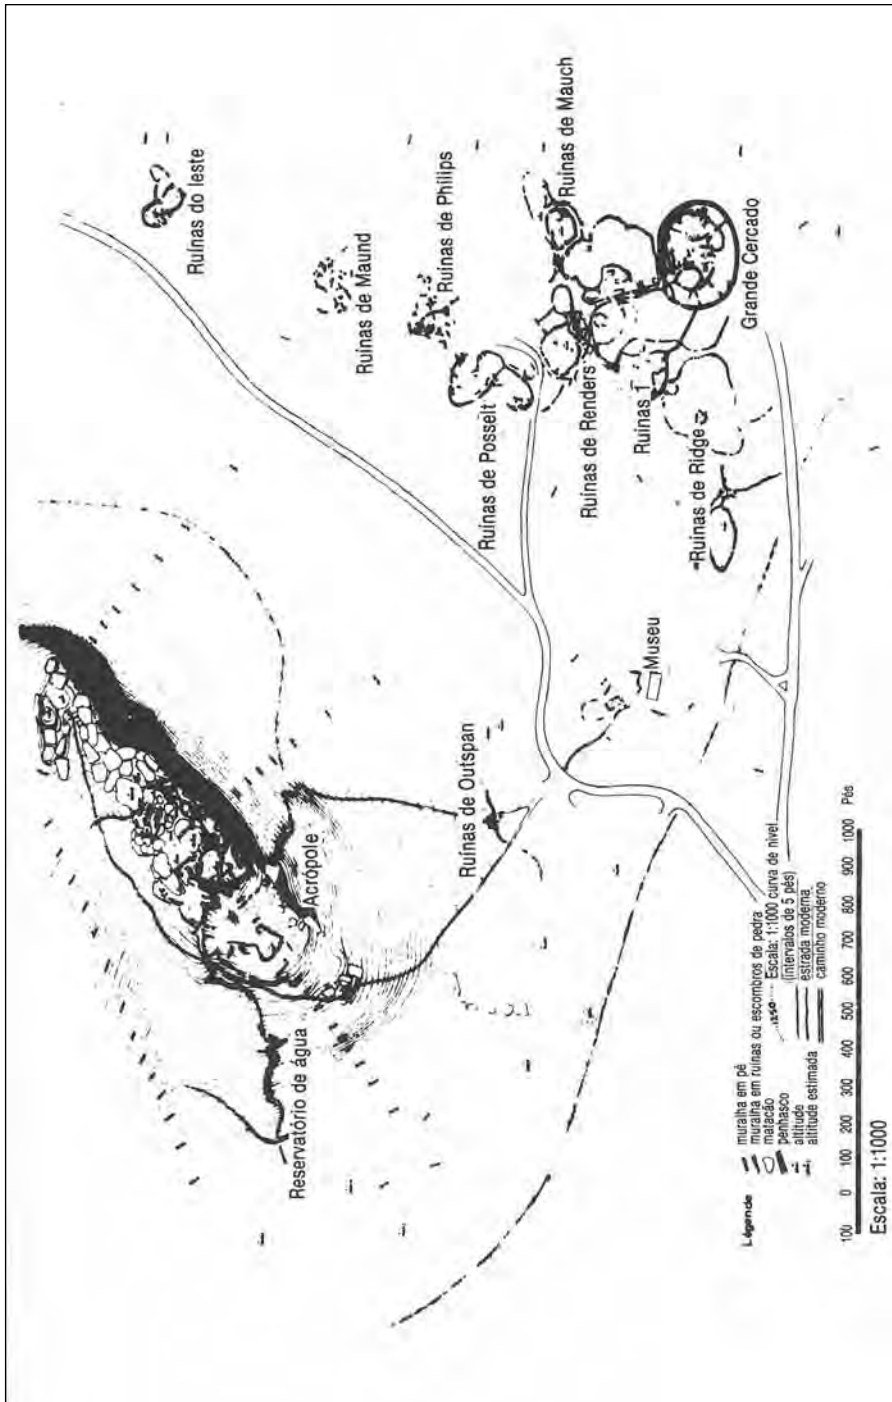 Ruínas do leste
Ruínas de Maund
Ruínas de Philips
Ruínas de Mauch
Ruínas de Posselt
Ruínas de Renders
Ruínas 1
Grande Cercado
Ruínas de Ridge
Museu
Ruínas de Outspan
Acrópole
Reservatório de água
Légende
muralha em pé
muralha em ruínas ou escombros de pedra
matacão
penhasco
altitude
altitude estimada
Escala: 1:1000 curva de nível
(intervalos de 5 pés)
estrada moderna
caminho moderno
100 0 100 200 300 400 500 600 700 800 900 1000 Pés
Escala: 1:1000